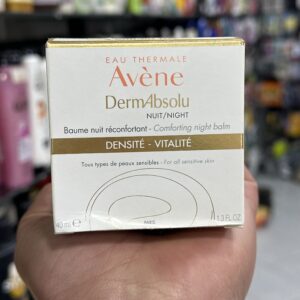 EAU THERMALE
Avène
DermAbsolu
NUIT/NIGHT
Baume nuit réconfortant - Comforting night balm
DENSITÉ - VITALITÉ
Tous types de peaux sensibles - For all sensitive skin
40 ml e PARIS 1.3 FL.OZ